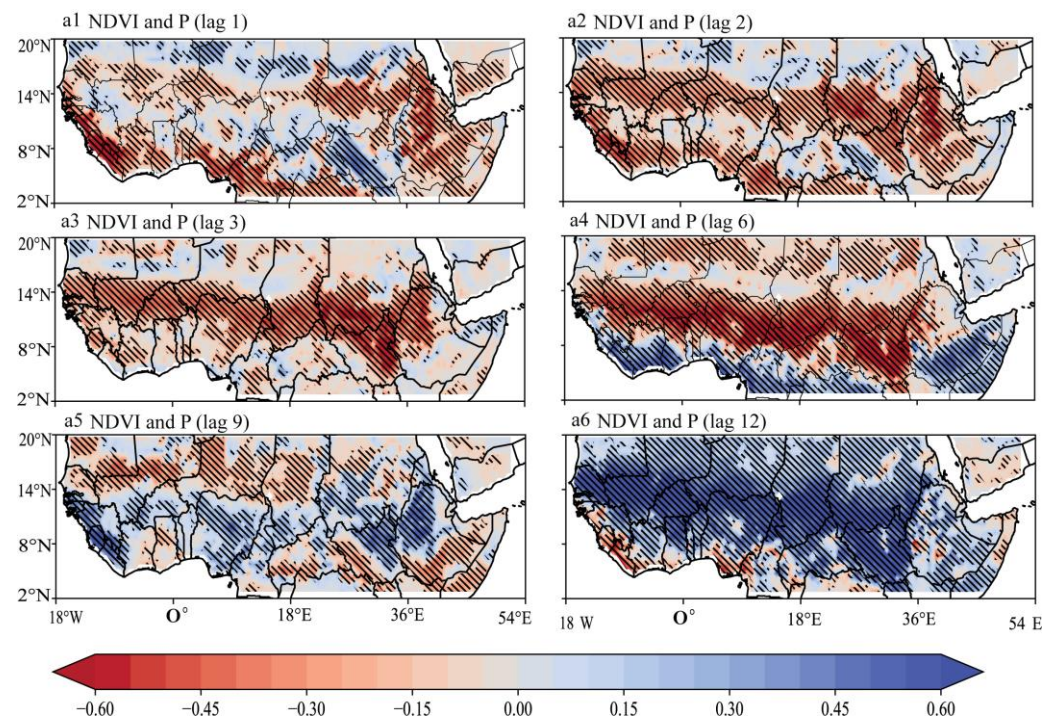 a1 NDVI and P (lag 1)
a2 NDVI and P (lag 2)
20°N
14°N
8°N
2°N
a3 NDVI and P (lag 3)
a4 NDVI and P (lag 6)
20°N
14°N
8°N
2°N
a5 NDVI and P (lag 9)
a6 NDVI and P (lag 12)
20°N
14°N
8°N
2°N
18°W O° 18°E 36°E 54°E
18 W O° 18°E 36°E 54 E
−0.60 −0.45 −0.30 −0.15 0.00 0.15 0.30 0.45 0.60